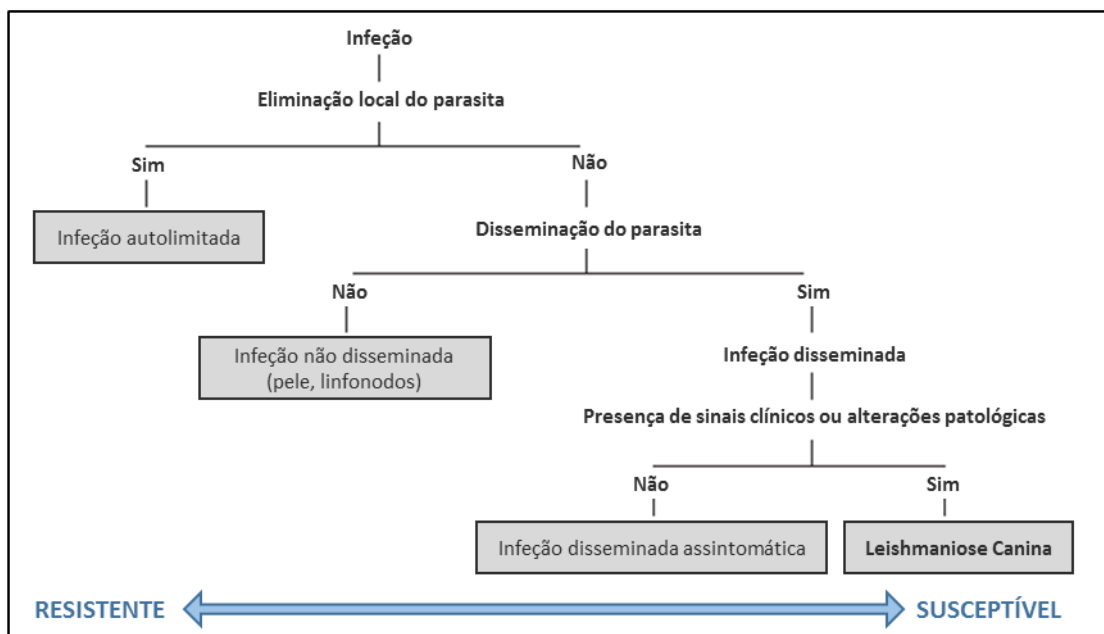 Infeção
Eliminação local do parasita
Sim
Não
Infeção autolimitada
Disseminação do parasita
Não
Sim
Infeção não disseminada
(pele, linfonodos)
Infeção disseminada
Presença de sinais clínicos ou alterações patológicas
Não
Sim
Infeção disseminada assintomática
Leishmaniose Canina
RESISTENTE
SUSCEPTÍVEL